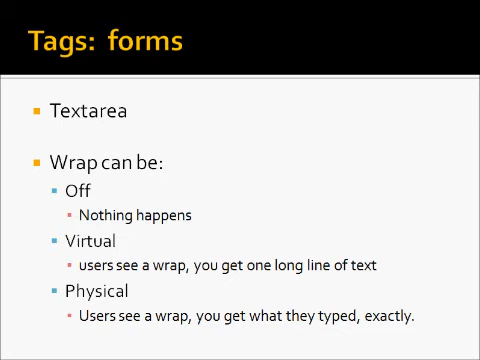 Tags: forms
Textarea
Wrap can be:
Off
Nothing happens
Virtual
users see a wrap, you get one long line of text
Physical
Users see a wrap, you get what they typed, exactly.